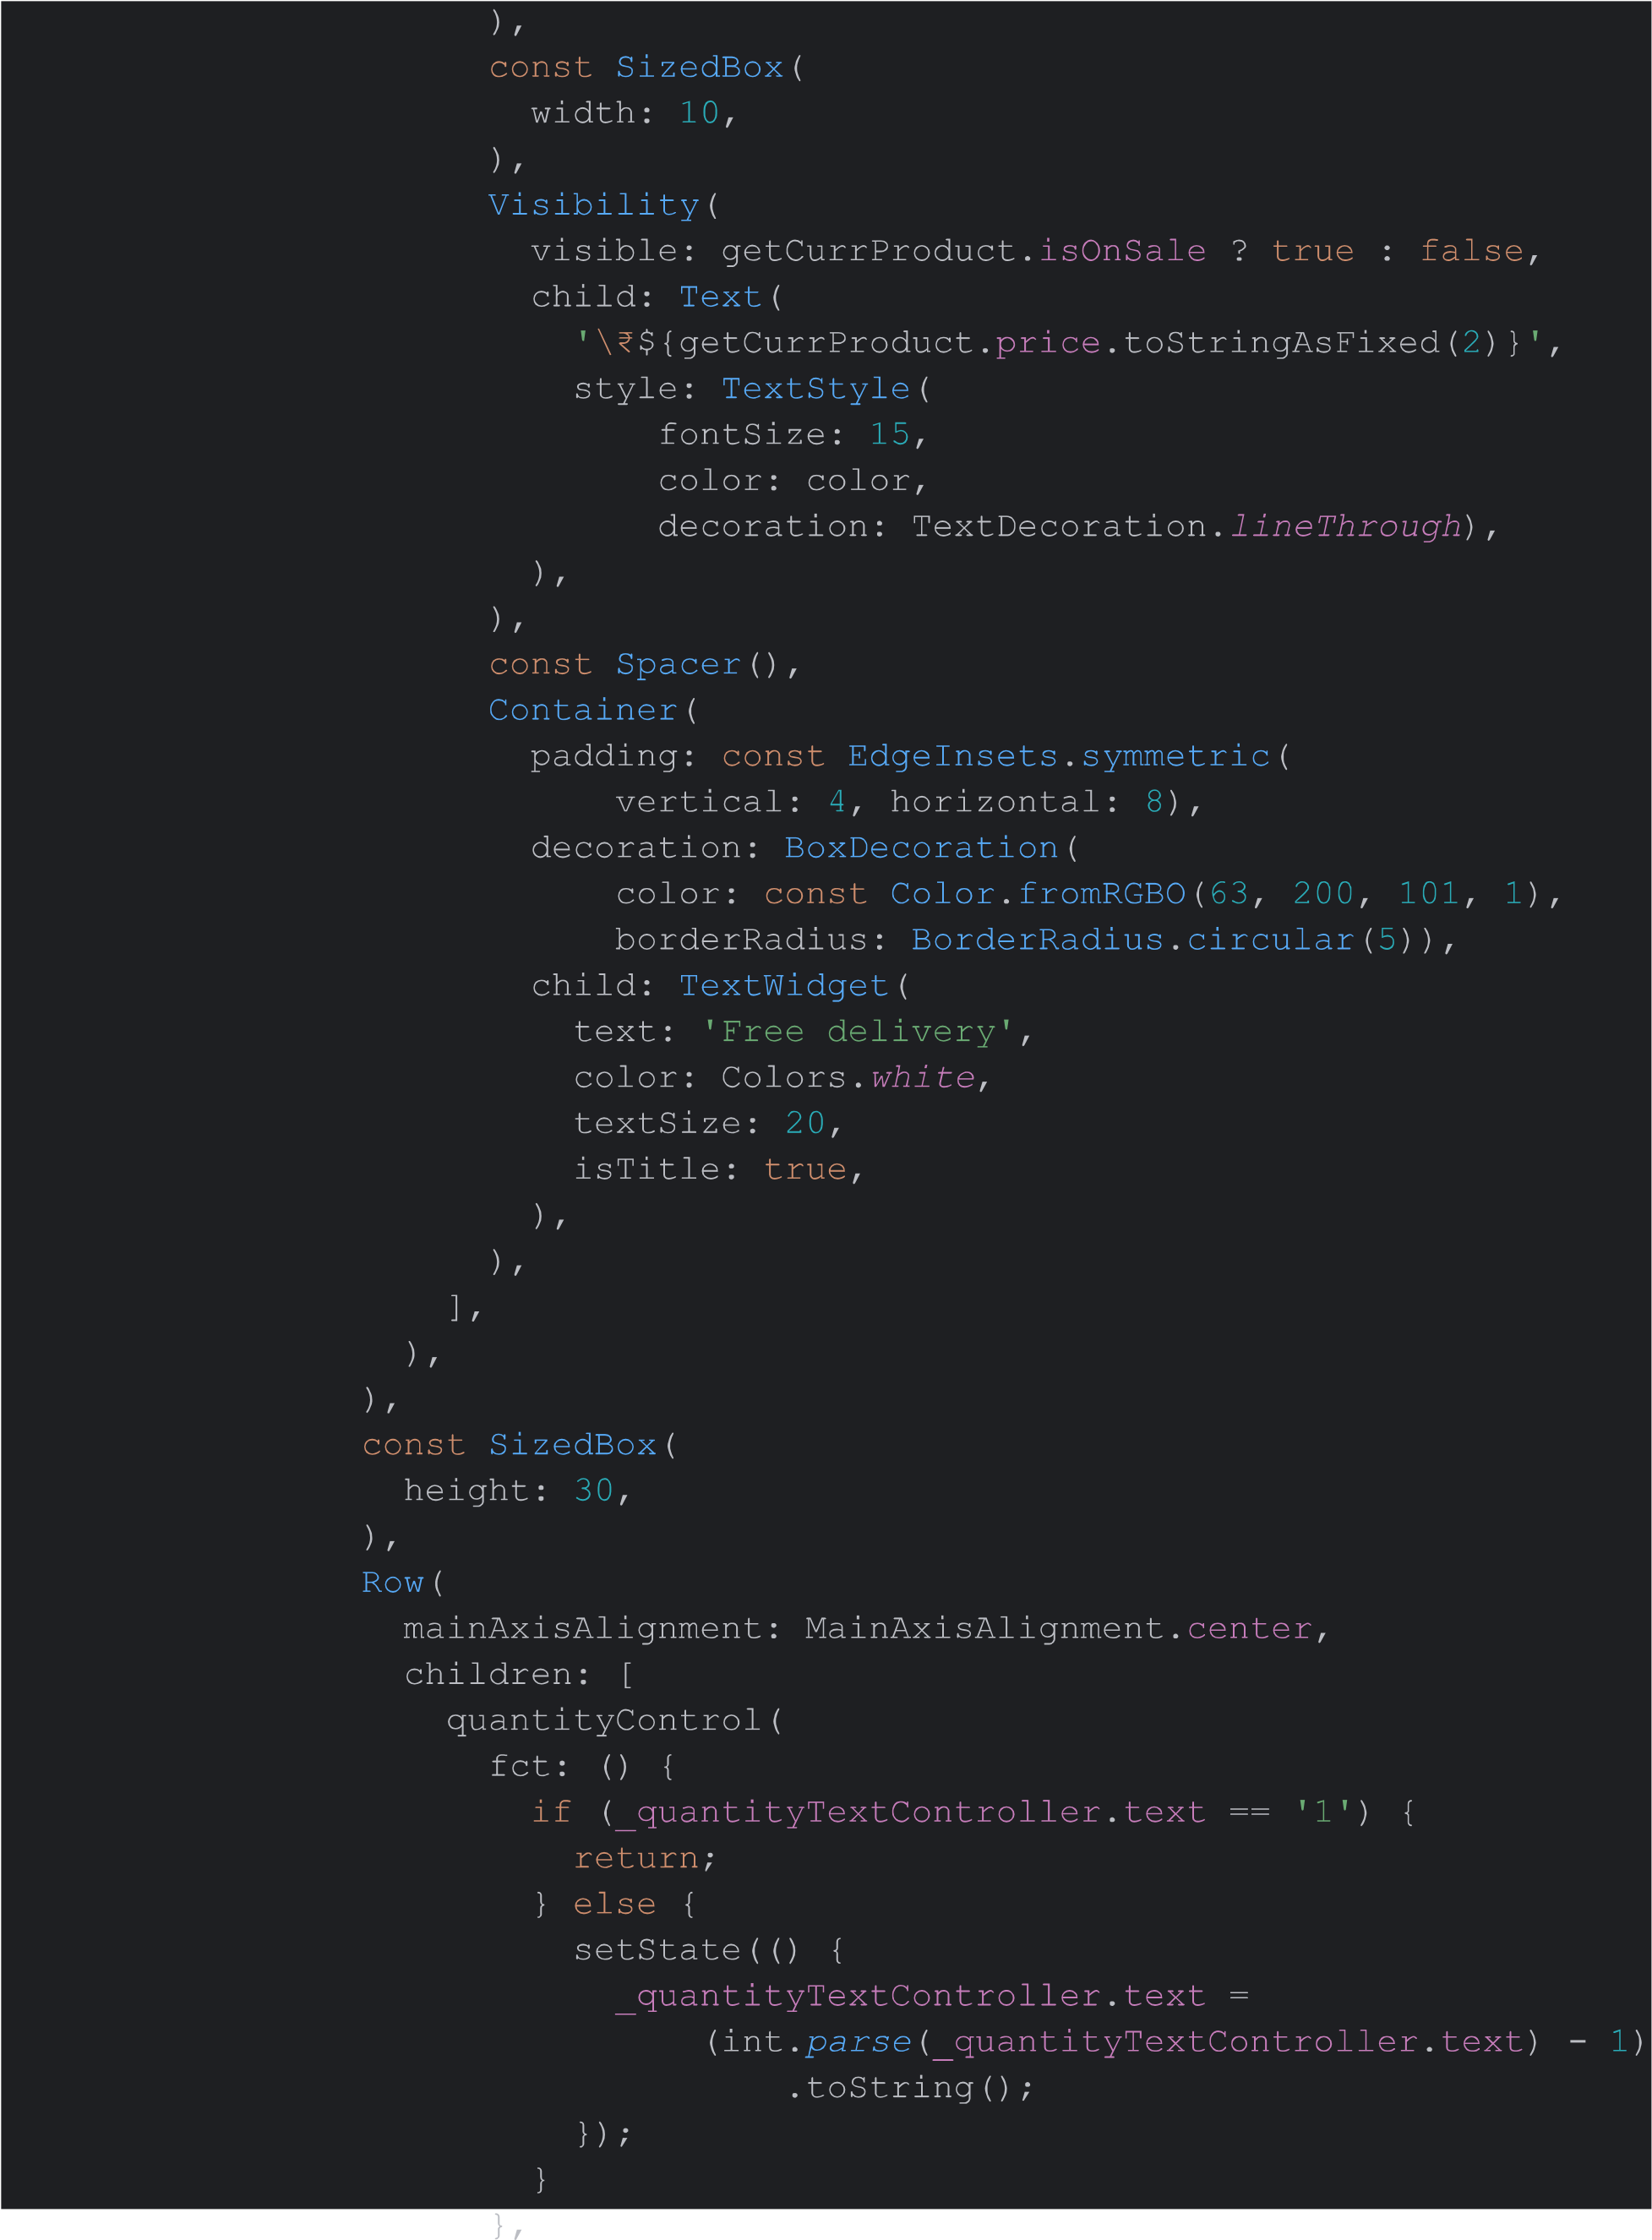 ),
const SizedBox(
width: 10,
),
Visibility(
visible: getCurrProduct.isOnSale ? true : false,
child: Text(
'\₹${getCurrProduct.price.toStringAsFixed(2)}',
style: TextStyle(
fontSize: 15,
color: color,
decoration: TextDecoration.lineThrough),
),
),
const Spacer(),
Container(
padding: const EdgeInsets.symmetric(
vertical: 4, horizontal: 8),
decoration: BoxDecoration(
color: const Color.fromRGBO(63, 200, 101, 1),
borderRadius: BorderRadius.circular(5)),
child: TextWidget(
text: 'Free delivery',
color: Colors.white,
textSize: 20,
isTitle: true,
),
),
],
),
),
const SizedBox(
height: 30,
),
Row(
mainAxisAlignment: MainAxisAlignment.center,
children: [
quantityControl(
fct: () {
if (_quantityTextController.text == '1') {
return;
} else {
setState(() {
_quantityTextController.text =
(int.parse(_quantityTextController.text) - 1)
.toString();
});
}
},